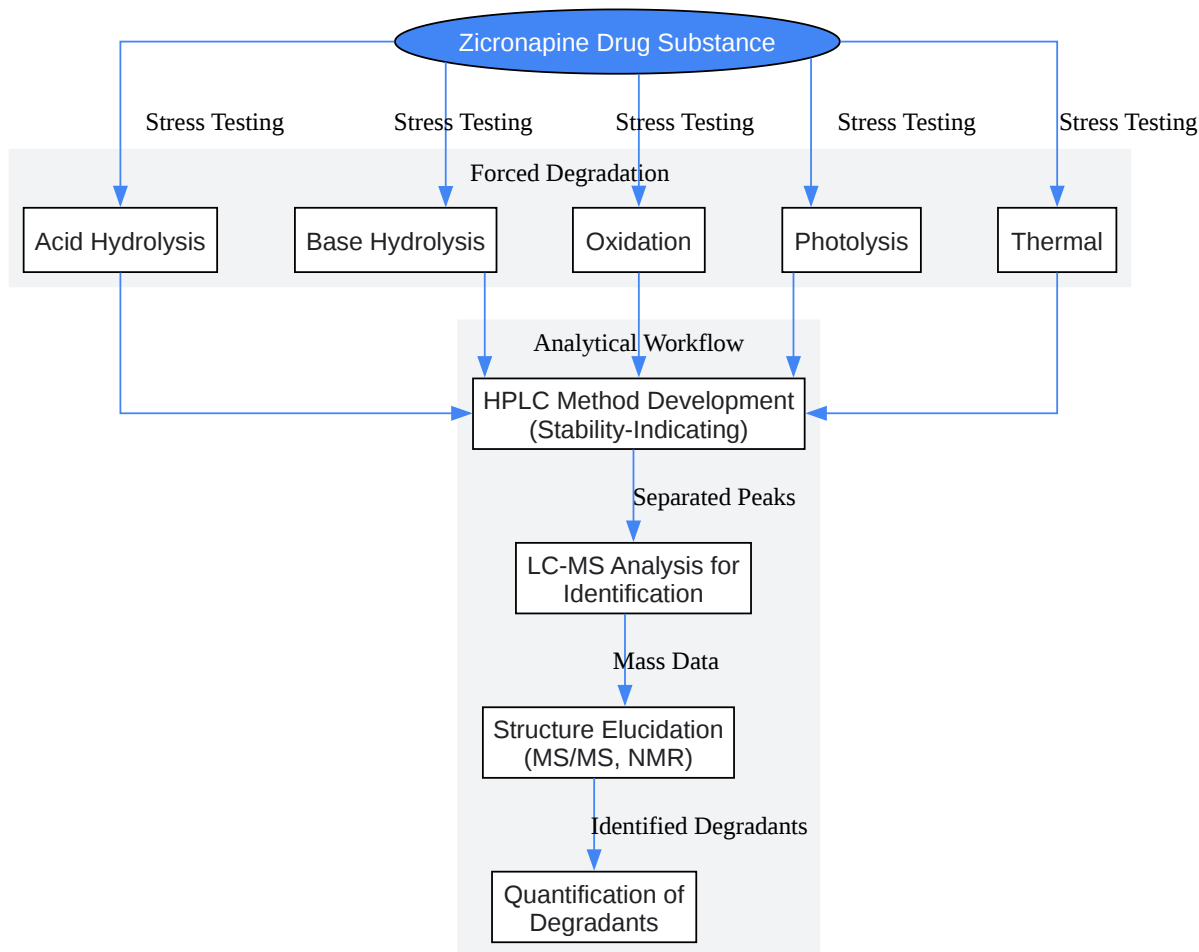 Zicronapine Drug Substance
Stress Testing
Stress Testing
Stress Testing
Stress Testing
Stress Testing
Forced Degradation
Acid Hydrolysis
Base Hydrolysis
Oxidation
Photolysis
Thermal
Analytical Workflow
HPLC Method Development
(Stability-Indicating)
Separated Peaks
LC-MS Analysis for
Identification
Mass Data
Structure Elucidation
(MS/MS, NMR)
Identified Degradants
Quantification of
Degradants